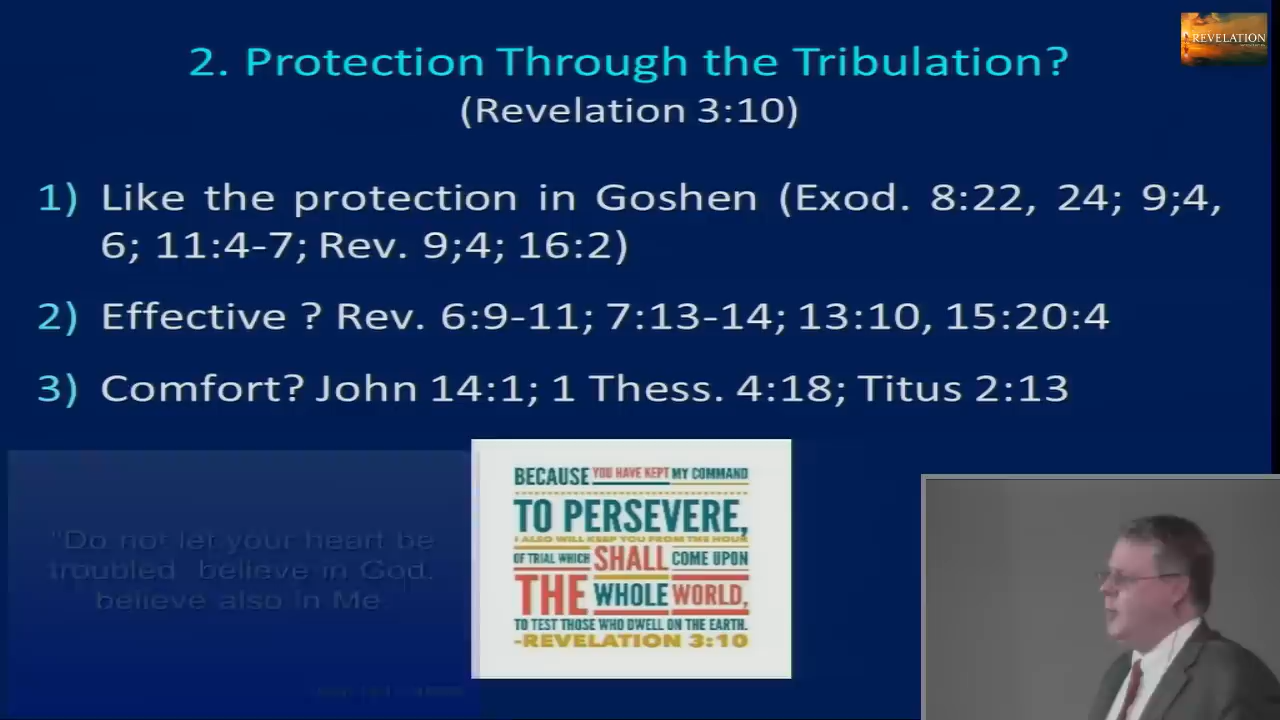 REVELATION
2. Protection Through the Tribulation?
(Revelation 3:10)
1) Like the protection in Goshen (Exod. 8:22, 24; 9;4,
6; 11:4-7; Rev. 9;4; 16:2)
2) Effective ? Rev. 6:9-11; 7:13-14; 13:10, 15:20:4
3) Comfort? John 14:1; 1 Thess. 4:18; Titus 2:13
BECAUSE YOU HAVE KEPT MY COMMAND
TO PERSEVERE,
I ALSO WILL KEEP YOU FROM THE HOUR
OF TRIAL WHICH SHALL COME UPON
THE WHOLE WORLD,
TO TEST THOSE WHO DWELL ON THE EARTH.
-REVELATION 3:10
"Do not let your heart be
troubled believe in God,
believe also in Me